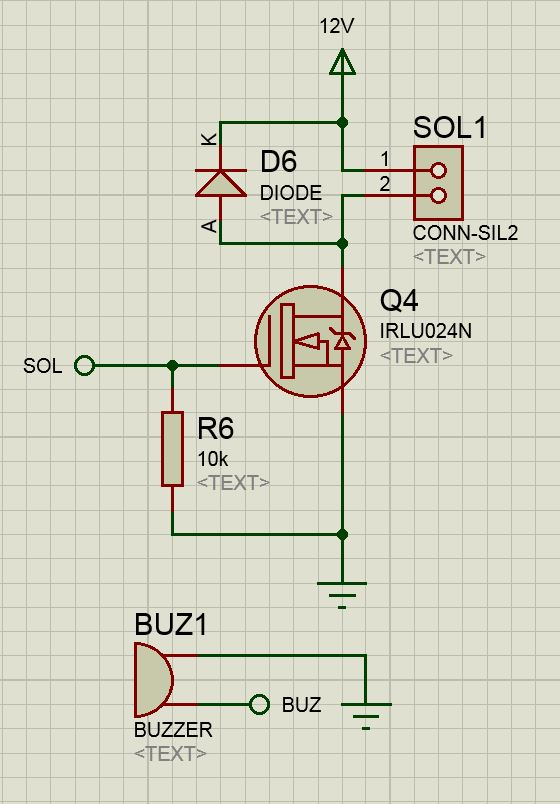 12V
SOL1
K
D6
1
DIODE
2
<TEXT>
A
CONN-SIL2
<TEXT>
Q4
IRLU024N
<TEXT>
SOL
R6
10k
<TEXT>
BUZ1
BUZ
BUZZER
<TEXT>